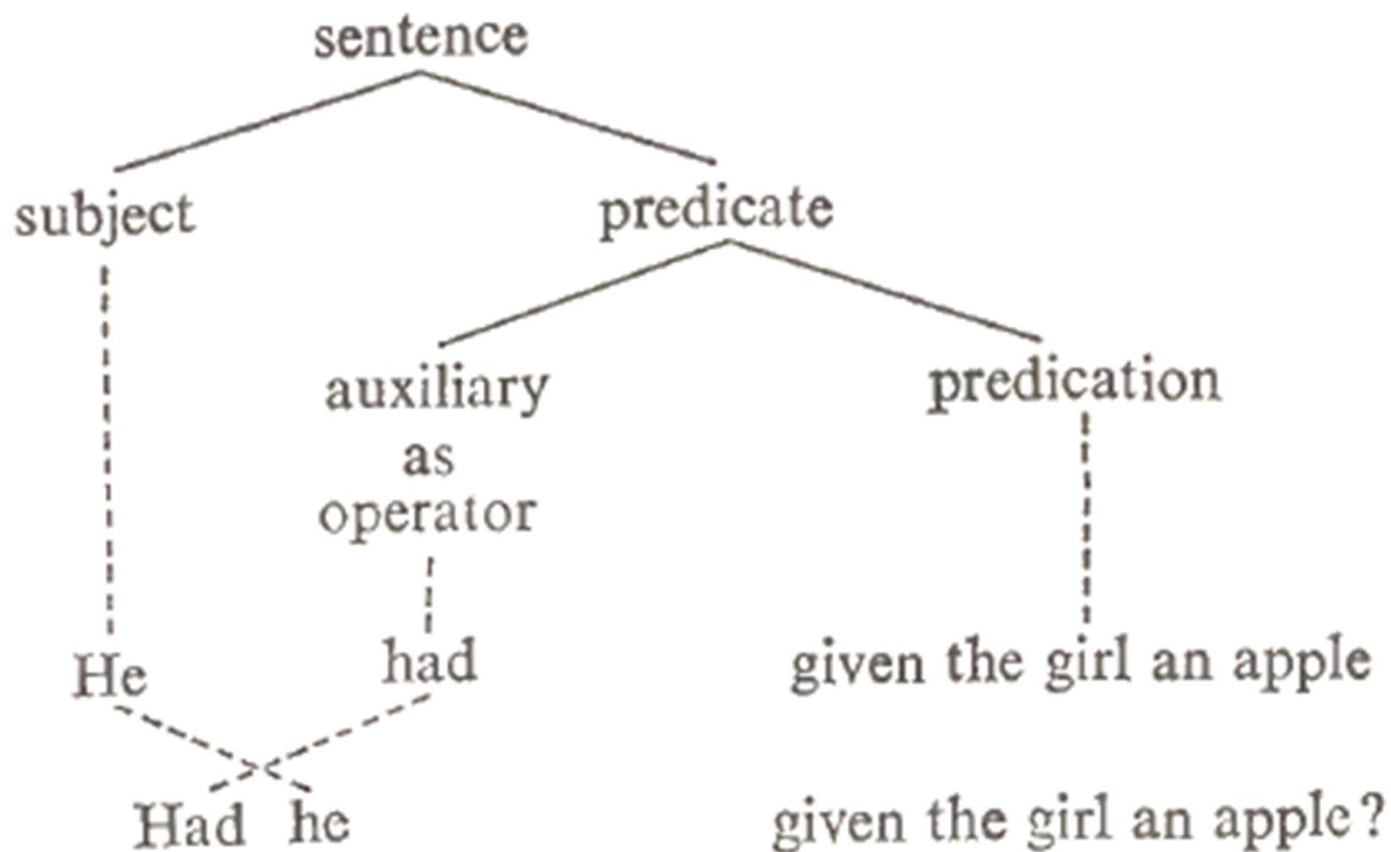 sentence
subject predicate
auxiliary predication
as
operator
He had given the girl an apple
Had he given the girl an apple?